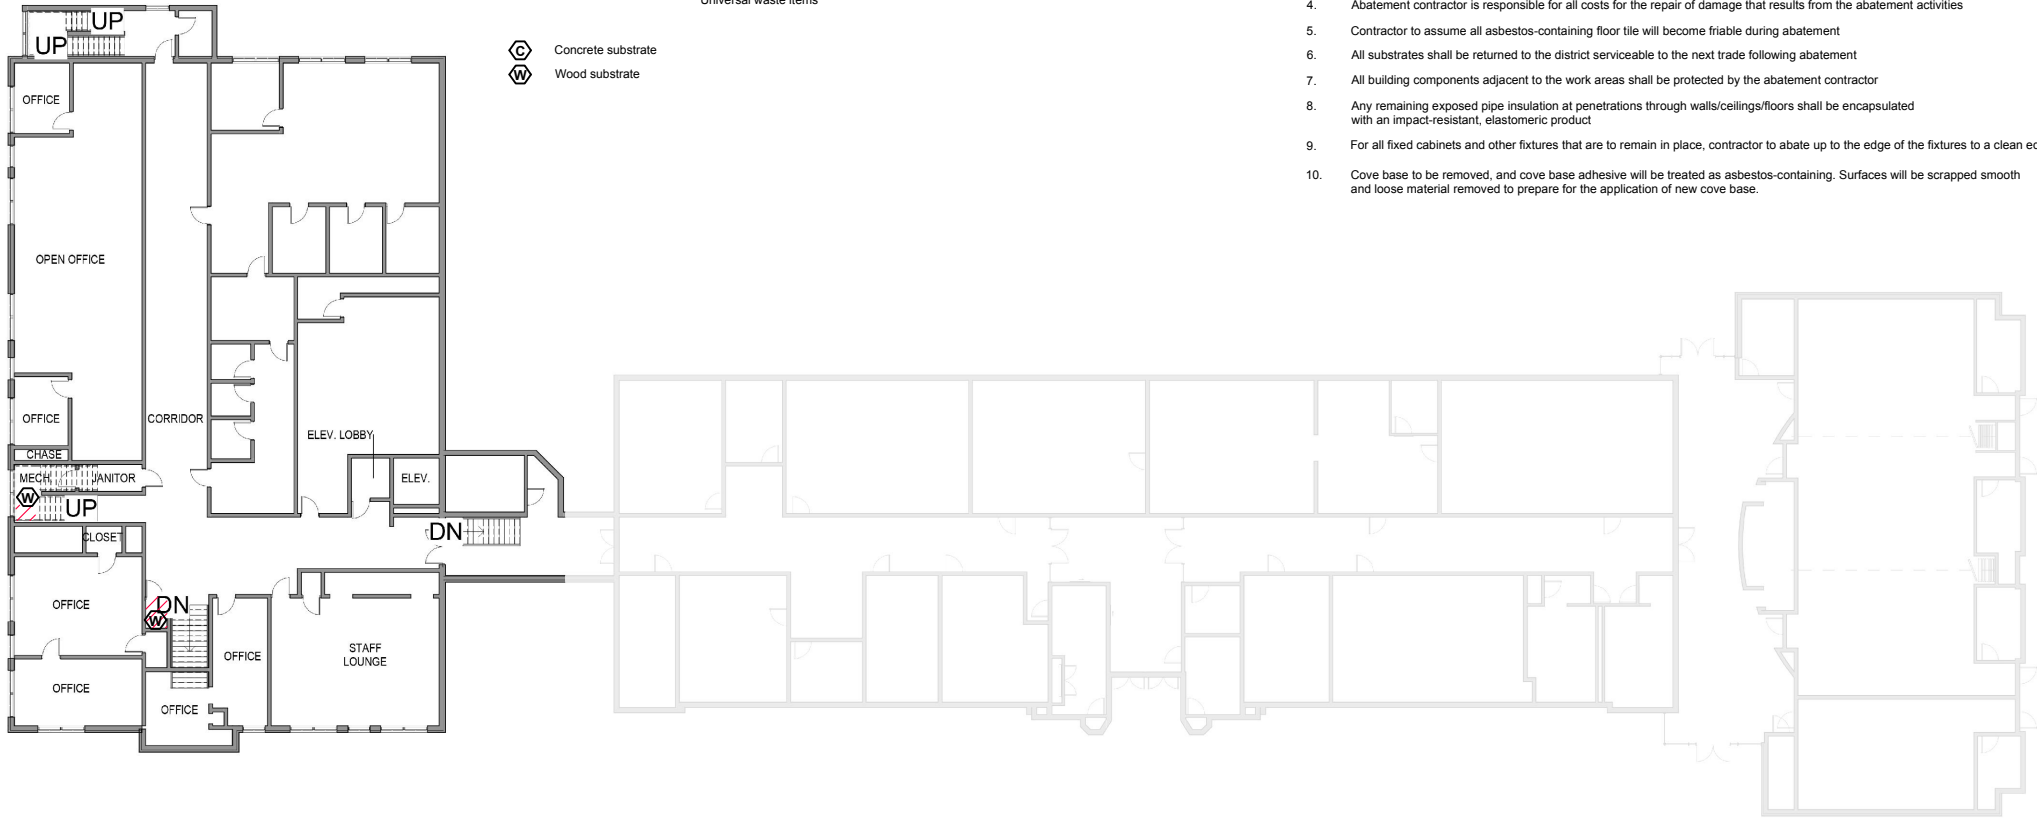 Universal waste items
C Concrete substrate
W Wood substrate
4. Abatement contractor is responsible for all costs for the repair of damage that results from the abatement activities
5. Contractor to assume all asbestos-containing floor tile will become friable during abatement
6. All substrates shall be returned to the district serviceable to the next trade following abatement
7. All building components adjacent to the work areas shall be protected by the abatement contractor
8. Any remaining exposed pipe insulation at penetrations through walls/ceilings/floors shall be encapsulated
with an impact-resistant, elastomeric product
9. For all fixed cabinets and other fixtures that are to remain in place, contractor to abate up to the edge of the fixtures to a clean
10. Cove base to be removed, and cove base adhesive will be treated as asbestos-containing. Surfaces will be scrapped smooth
and loose material removed to prepare for the application of new cove base.
UP
UP
OFFICE
OPEN OFFICE
OFFICE
CORRIDOR
ELEV. LOBBY
CHASE
MECH
JANITOR
ELEV.
W
UP
DN
CLOSET
OFFICE
DN
W
OFFICE
STAFF
LOUNGE
OFFICE
OFFICE